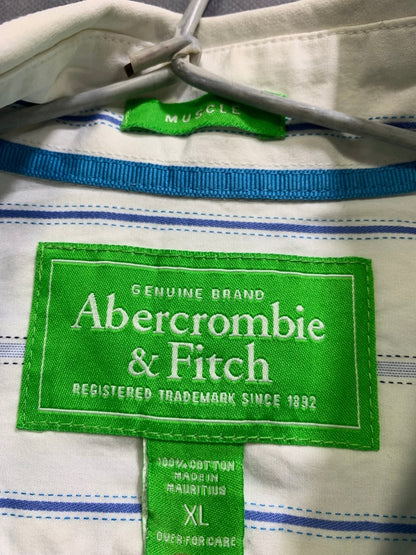 MUSCLE
GENUINE BRAND
Abercrombie
& Fitch
REGISTERED TRADEMARK SINCE 1892
100% COTTON
MADE IN
MAURITIUS
XL
OVER FOR CARE